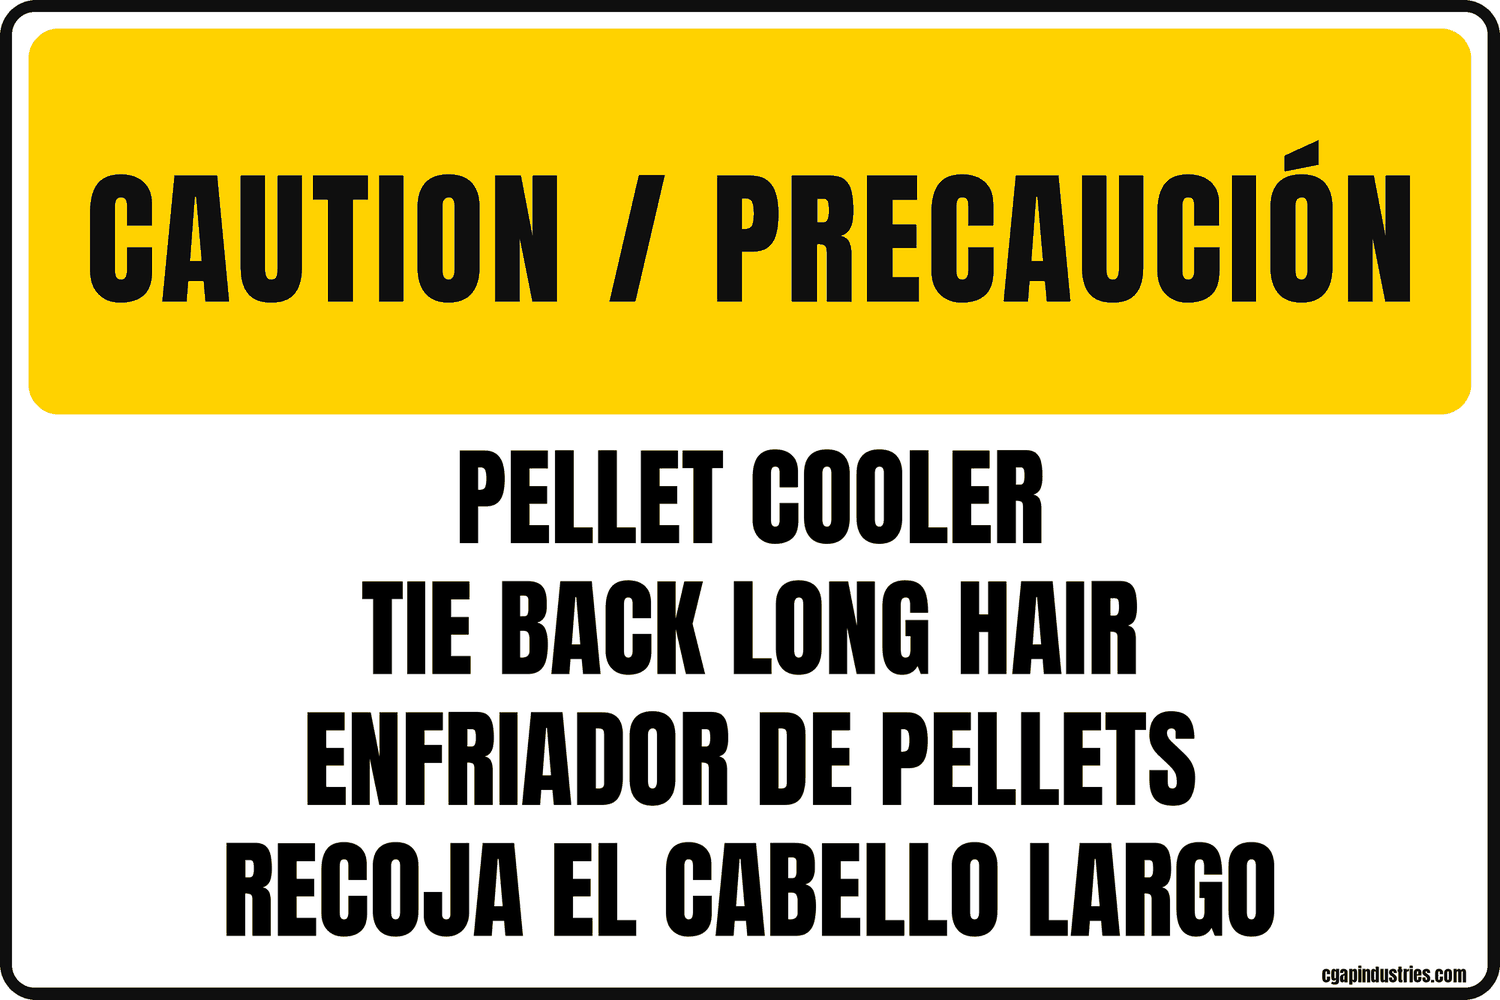 CAUTION / PRECAUCIÓN
PELLET COOLER
TIE BACK LONG HAIR
ENFRIADOR DE PELLETS
RECOJA EL CABELLO LARGO
cgapindustries.com